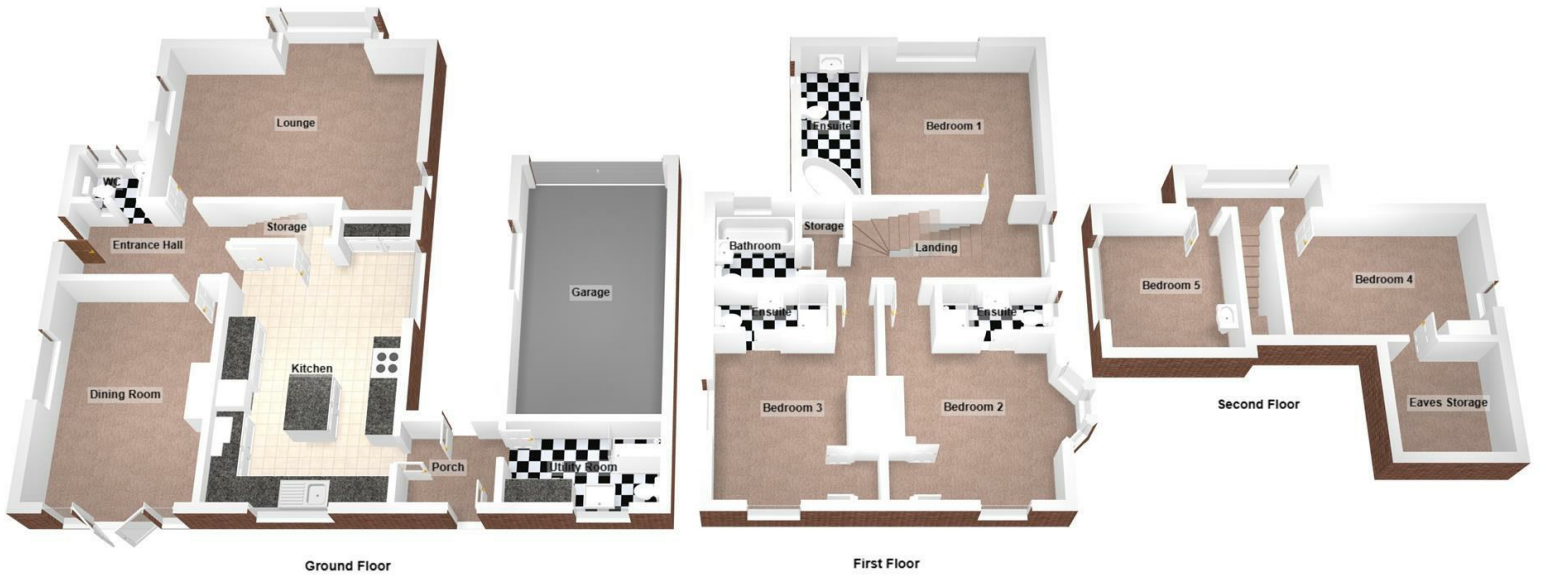 Lounge
WC
Entrance Hall
Storage
Dining Room
Kitchen
Porch
Garage
Utility Room
Ground Floor
Ensuite
Bedroom 1
Bathroom
Storage
Landing
Ensuite
Ensuite
Bedroom 3
Bedroom 2
First Floor
Bedroom 5
Bedroom 4
Eaves Storage
Second Floor